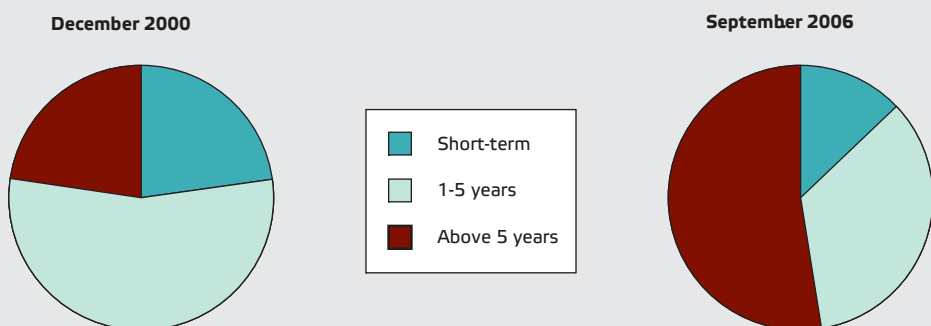 December 2000
September 2006
Short-term
1-5 years
Above 5 years